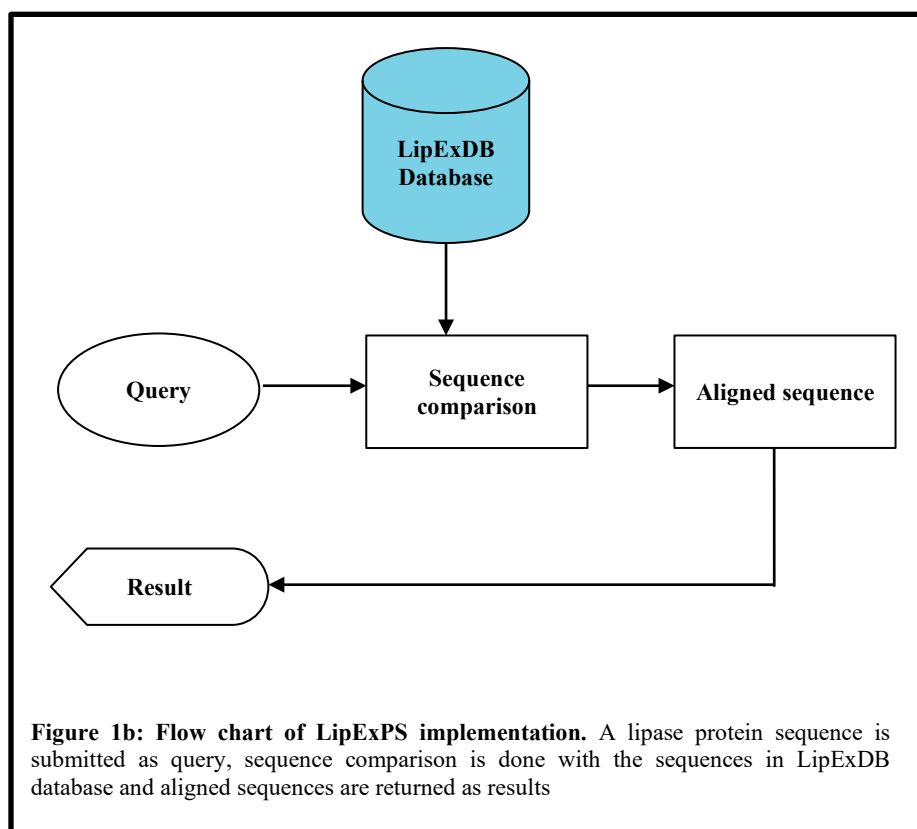 LipExDB
Database
Query
Sequence
comparison
Aligned sequence
Result
Figure 1b: Flow chart of LipExPS implementation. A lipase protein sequence is
submitted as query, sequence comparison is done with the sequences in LipExDB
database and aligned sequences are returned as results